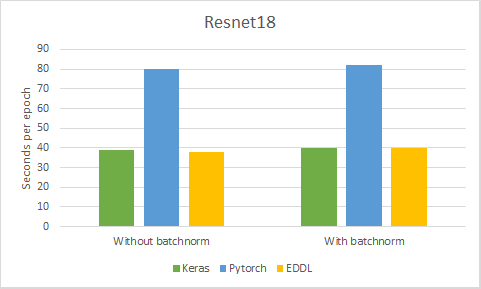 Resnet18
Seconds per epoch
90
80
70
60
50
40
30
20
10
0
Without batchnorm With batchnorm
Keras Pytorch EDDL